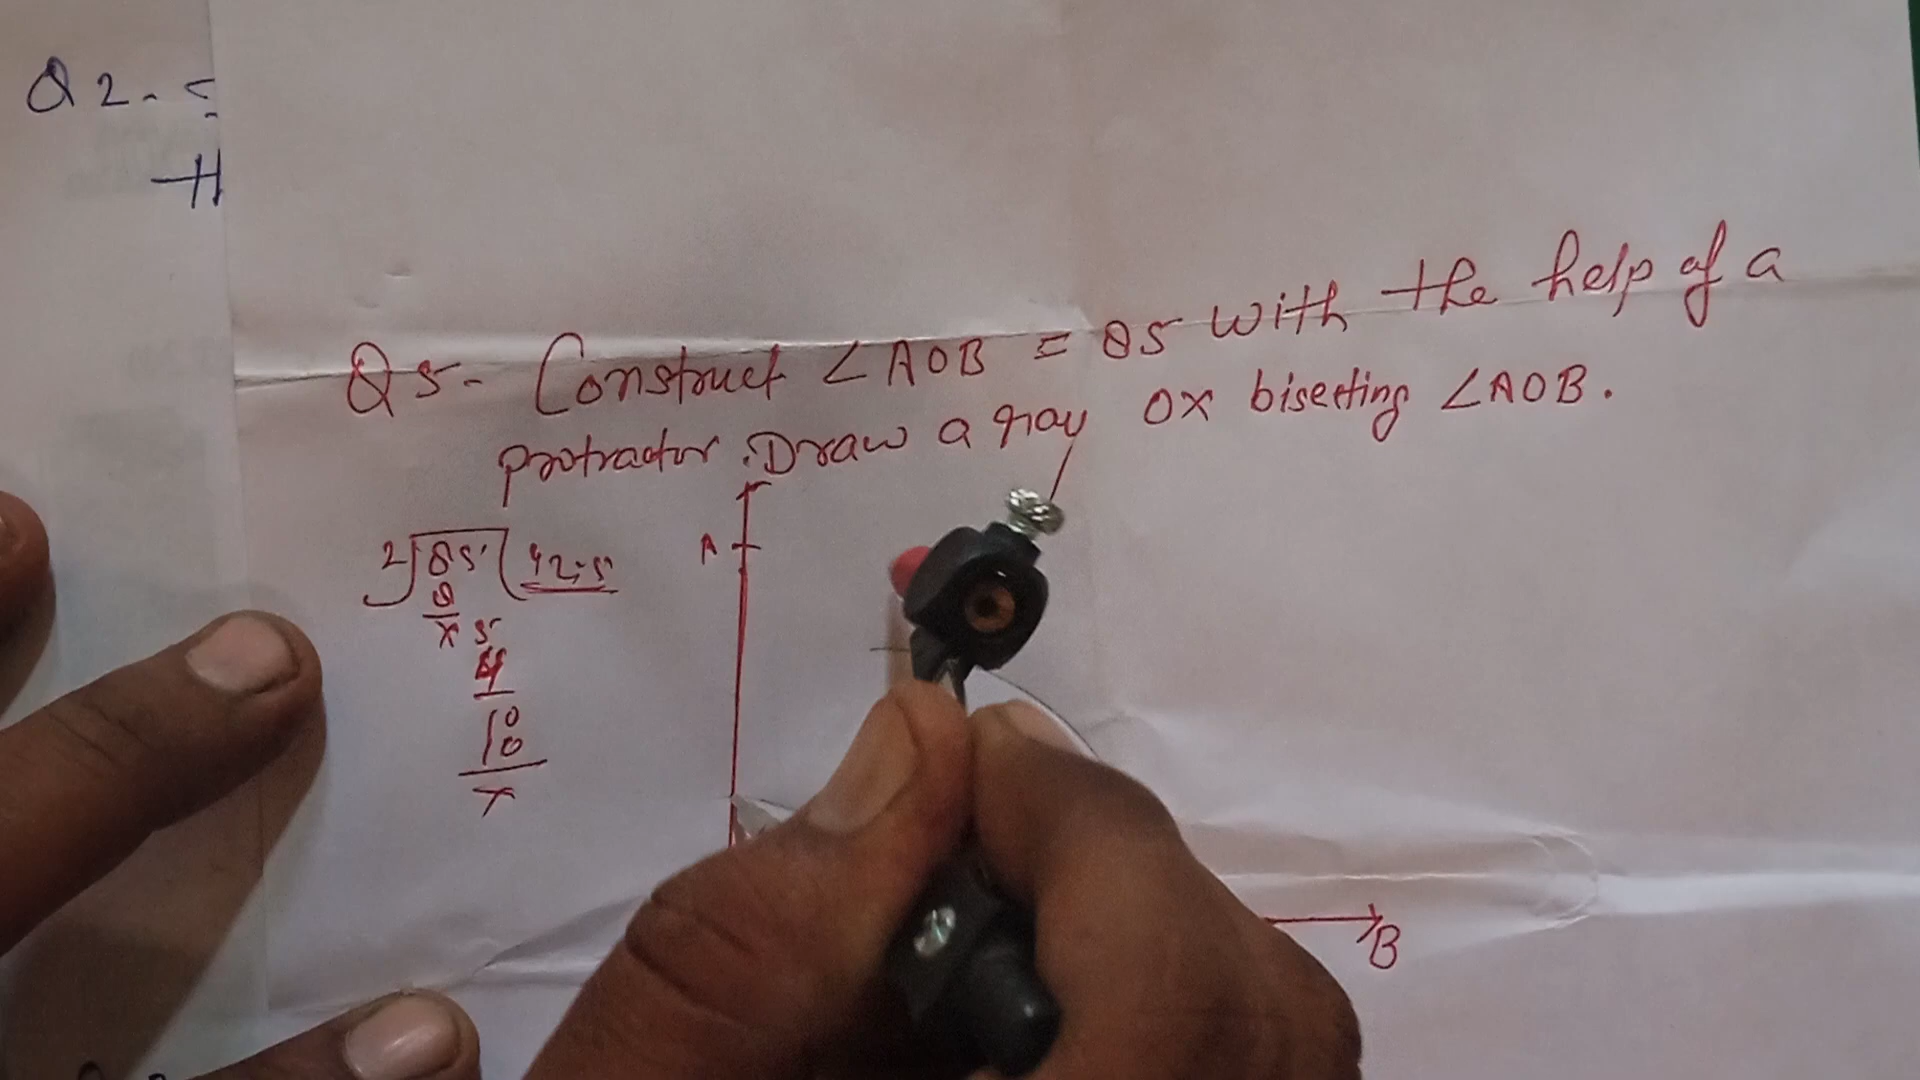 Q2.
Q5- Construct ∠AOB = 85 with the help of a
protractor. Draw a ray OX bisecting ∠AOB.
A
2 85 42.5
8
x 5
4
10
10
x
B